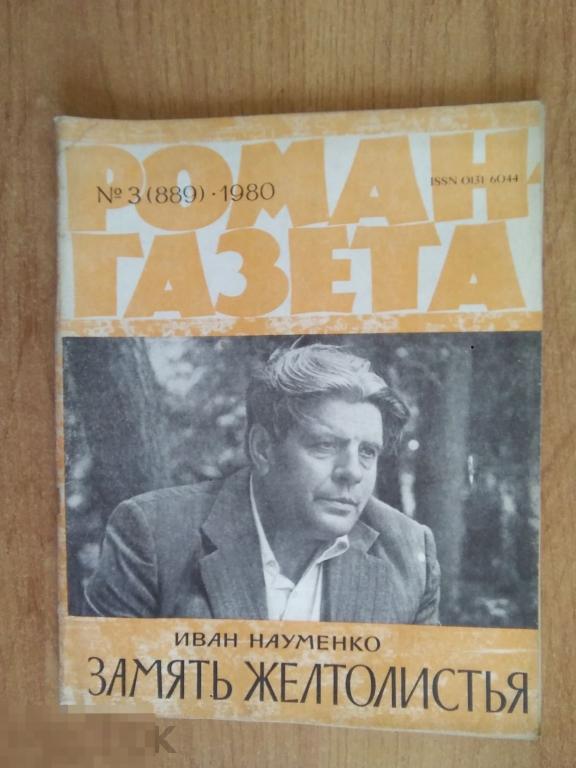 РОМАН-
№ 3 (889) · 1980
ISSN 0131-6044
ГАЗЕТА
ИВАН НАУМЕНКО
ЗАМЯТЬ ЖЕЛТОЛИСТЬЯ